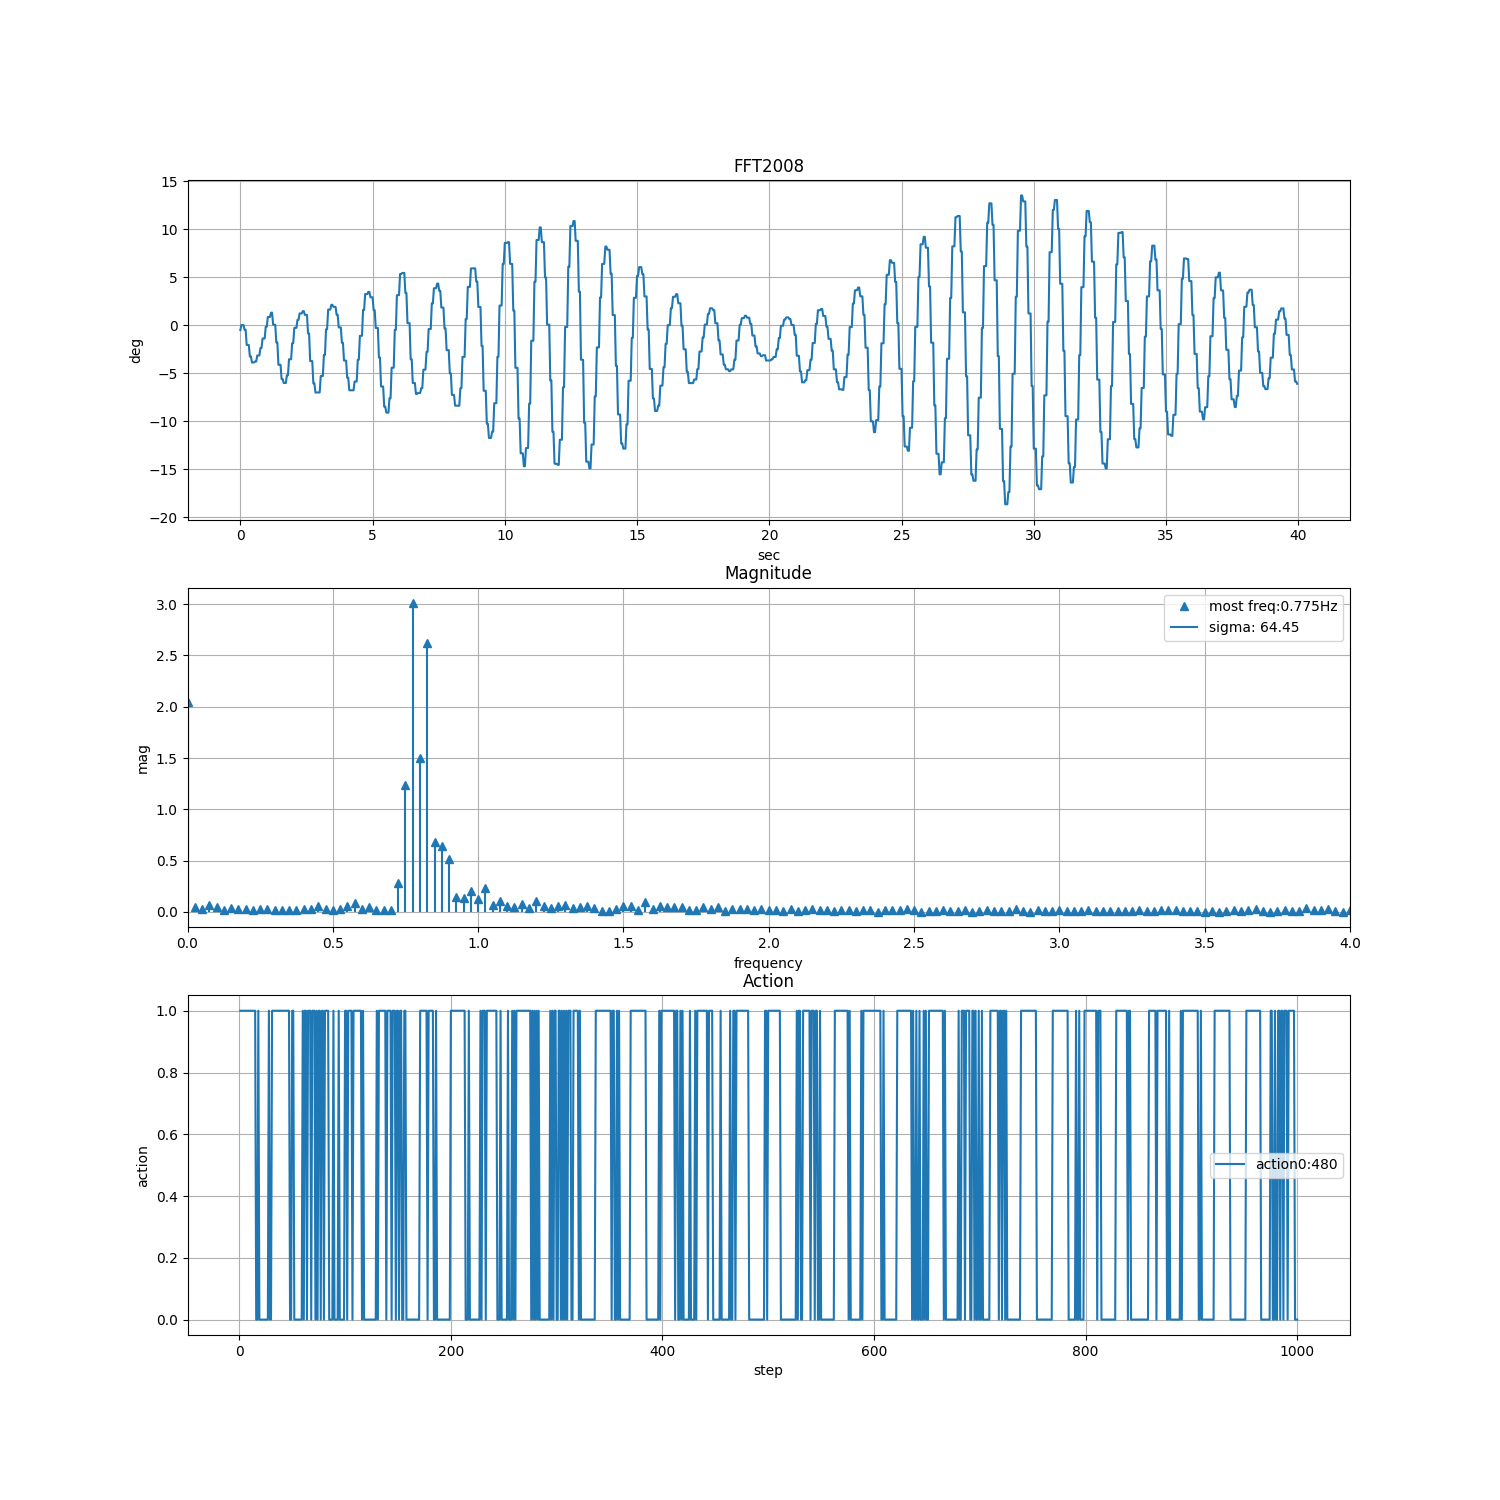 FFT2008
15
10
5
0
−5
−10
−15
−20
deg
0 5 10 15 20 25 30 35 40
sec
Magnitude
3.0
2.5
2.0
1.5
1.0
0.5
0.0
mag
most freq:0.775Hz
sigma: 64.45
0.0 0.5 1.0 1.5 2.0 2.5 3.0 3.5 4.0
frequency
Action
1.0
0.8
0.6
0.4
0.2
0.0
action
action0:480
0 200 400 600 800 1000
step